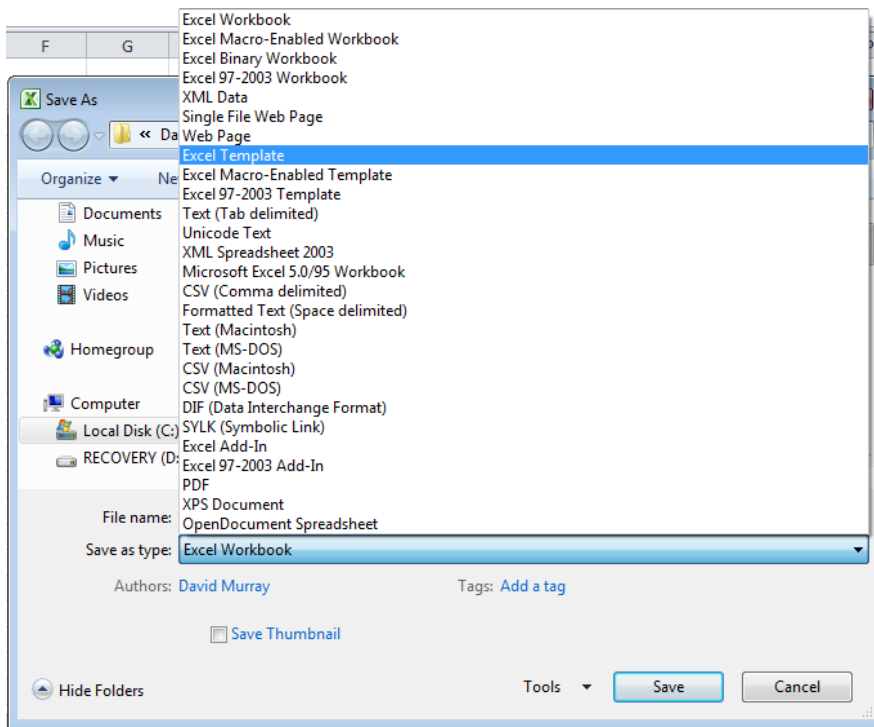 Excel Workbook
Excel Macro-Enabled Workbook
F G
Excel Binary Workbook
Excel 97-2003 Workbook
Save As
XML Data
Single File Web Page
« Da
Web Page
Excel Template
Organize
Excel Macro-Enabled Template
Excel 97-2003 Template
Documents
Text (Tab delimited)
Unicode Text
Music
XML Spreadsheet 2003
Pictures
Microsoft Excel 5.0/95 Workbook
Videos
CSV (Comma delimited)
Formatted Text (Space delimited)
Text (Macintosh)
Homegroup
Text (MS-DOS)
CSV (Macintosh)
CSV (MS-DOS)
Computer
DIF (Data Interchange Format)
Local Disk (C:)
SYLK (Symbolic Link)
Excel Add-In
RECOVERY (D:
Excel 97-2003 Add-In
PDF
XPS Document
File name:
OpenDocument Spreadsheet
Save as type: Excel Workbook
Authors: David Murray Tags: Add a tag
Save Thumbnail
Hide Folders Tools Save Cancel